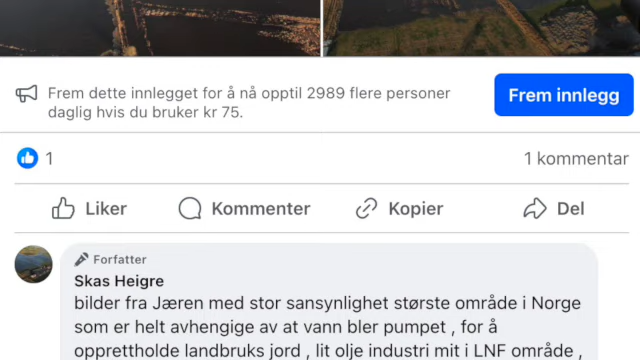 Frem dette innlegget for å nå opptil 2989 flere personer
daglig hvis du bruker kr 75.
Frem innlegg
1
1 kommentar
Liker
Kommenter
Kopier
Del
Forfatter
Skas Heigre
bilder fra Jæren med stor sansynlighet største område i Norge
som er helt avhengige av at vann bler pumpet , for å
opprettholde landbruks jord , lit olje industri mit i LNF område ,